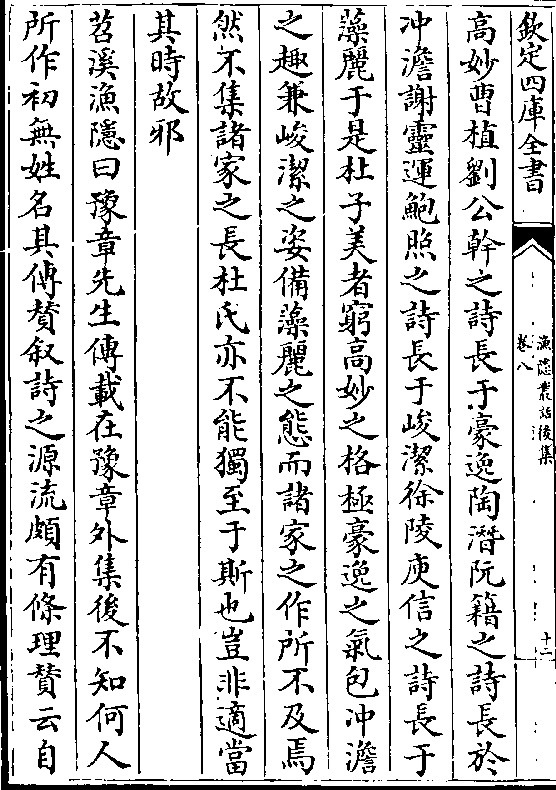 欽定四庫全書
漁隱叢話後集
卷八
十二
高妙曹植劉公幹之詩長于豪逸陶潛阮籍之詩長於
冲澹謝靈運鮑照之詩長于峻潔徐陵庾信之詩長于
藻麗于是杜子美者窮高妙之格極豪逸之氣包冲澹
之趣兼峻潔之姿備藻麗之態而諸家之作所不及焉
然不集諸家之長杜氏亦不能獨至于斯也豈非適當
其時故邪
苕溪漁隱曰豫章先生傳載在豫章外集後不知何人
所作初無姓名其傳贊叙詩之源流頗有條理贊云自